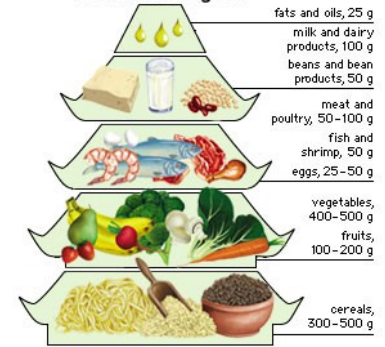 fats and oils, 25 g
milk and dairy
products, 100 g
beans and bean
products, 50 g
meat and
poultry, 50–100 g
fish and
shrimp, 50 g
eggs, 25–50 g
vegetables,
400–500 g
fruits,
100–200 g
cereals,
300–500 g